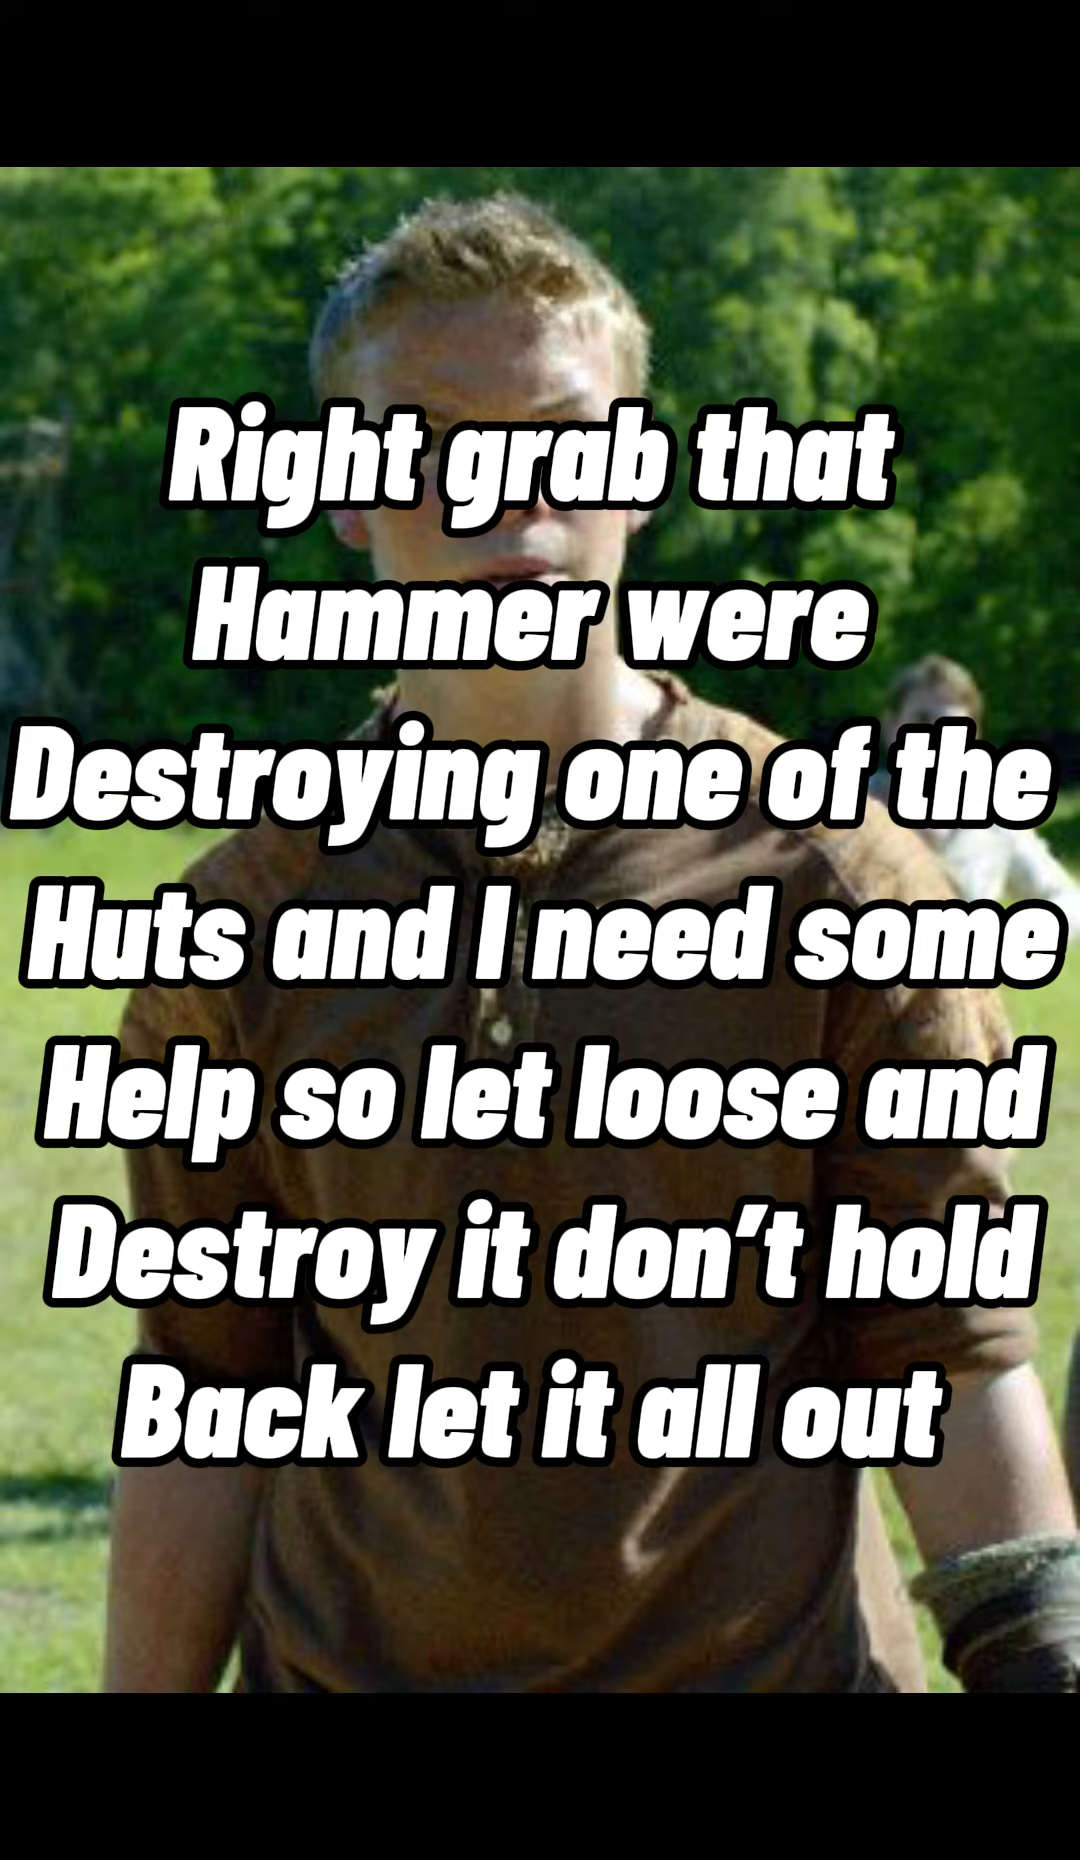 Right grab that
Hammer were
Destroying one of the
Huts and I need some
Help so let loose and
Destroy it don’t hold
Back let it all out